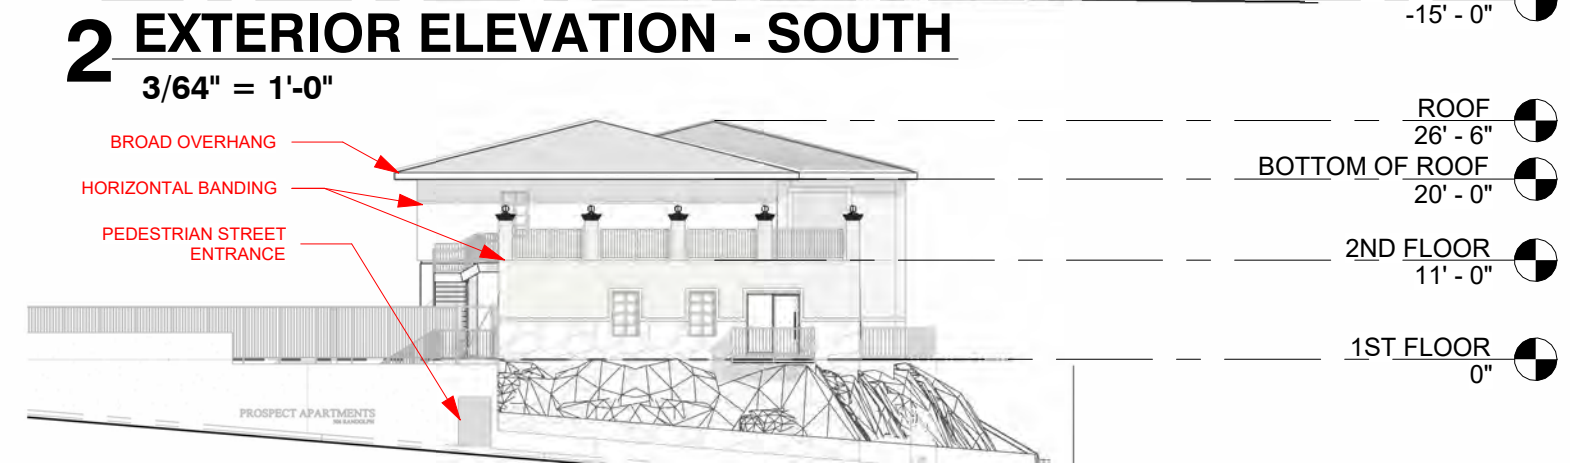 -15' - 0"
2 EXTERIOR ELEVATION - SOUTH
3/64" = 1'-0"
ROOF
26' - 6"
BROAD OVERHANG
BOTTOM OF ROOF
20' - 0"
HORIZONTAL BANDING
PEDESTRIAN STREET
ENTRANCE
2ND FLOOR
11' - 0"
1ST FLOOR
0"
PROSPECT APARTMENTS